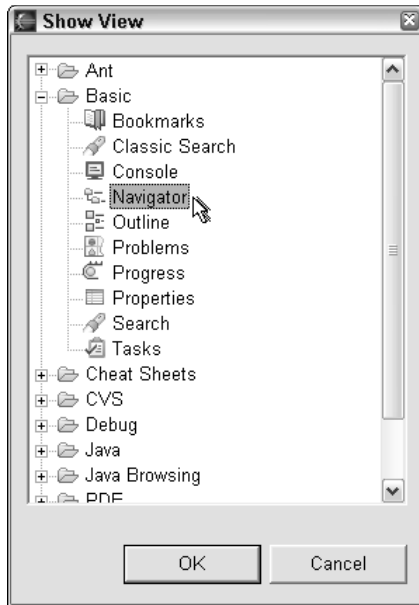 Show View
Ant
Basic
Bookmarks
Classic Search
Console
Navigator
Outline
Problems
Progress
Properties
Search
Tasks
Cheat Sheets
CVS
Debug
Java
Java Browsing
PDE
OK Cancel